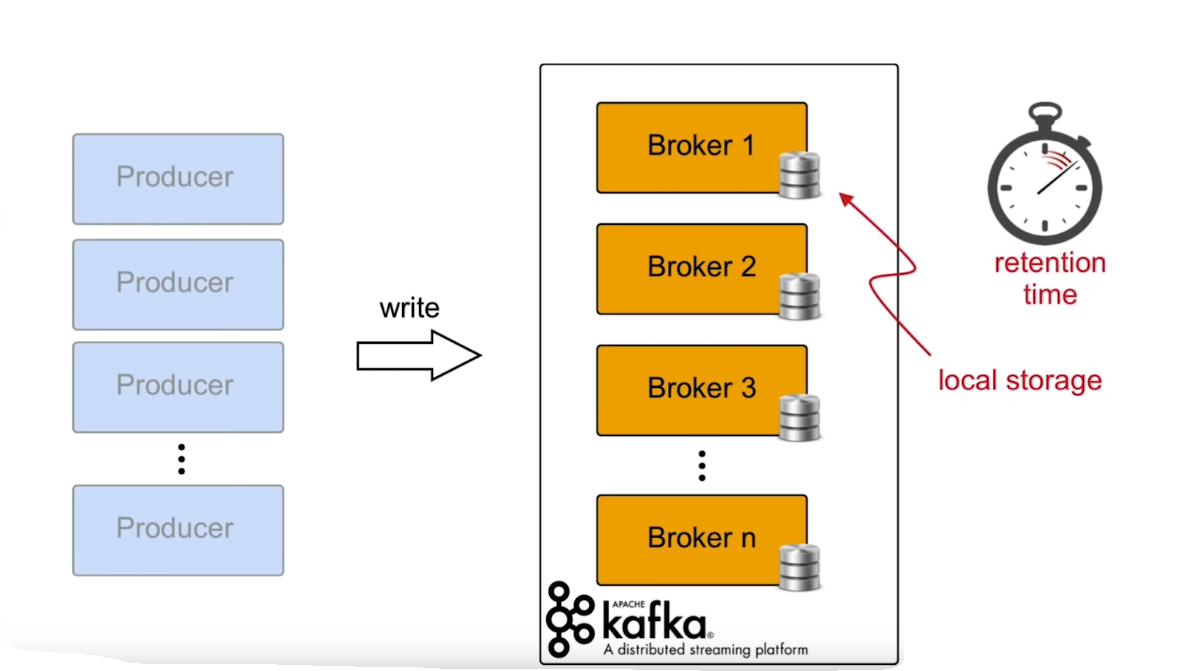 Producer
Producer
Producer
Producer
write
Broker 1
Broker 2
Broker 3
Broker n
APACHE
kafka®
A distributed streaming platform
retention
time
local storage